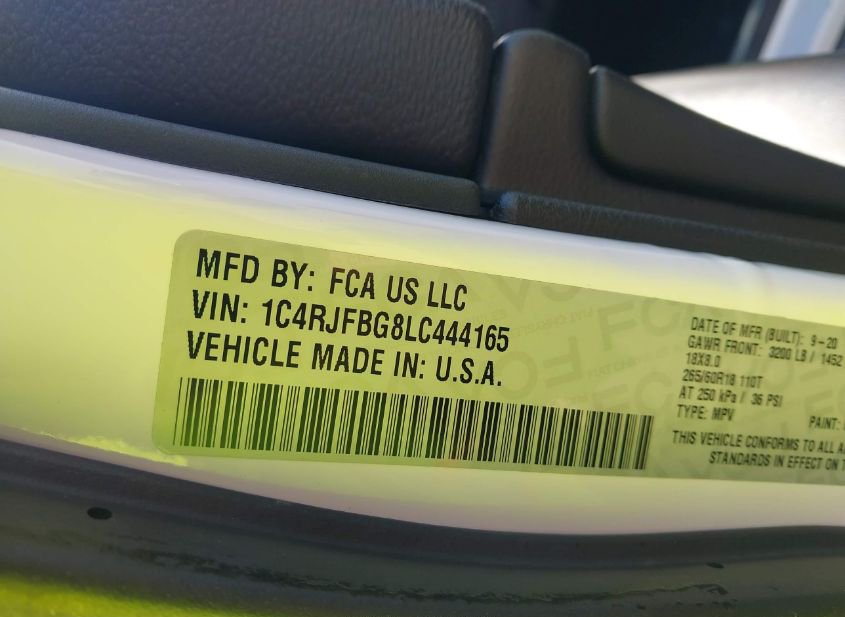 MFD BY: FCA US LLC
VIN: 1C4RJFBG8LC444165
VEHICLE MADE IN: U.S.A.
DATE OF MFR (BUILT): 9-20
GAWR FRONT: 3200 LB / 1452
18X8.0
265/60R18 110T
AT 250 kPa / 36 PSI
TYPE: MPV
PAINT:
THIS VEHICLE CONFORMS TO ALL
STANDARDS IN EFFECT ON